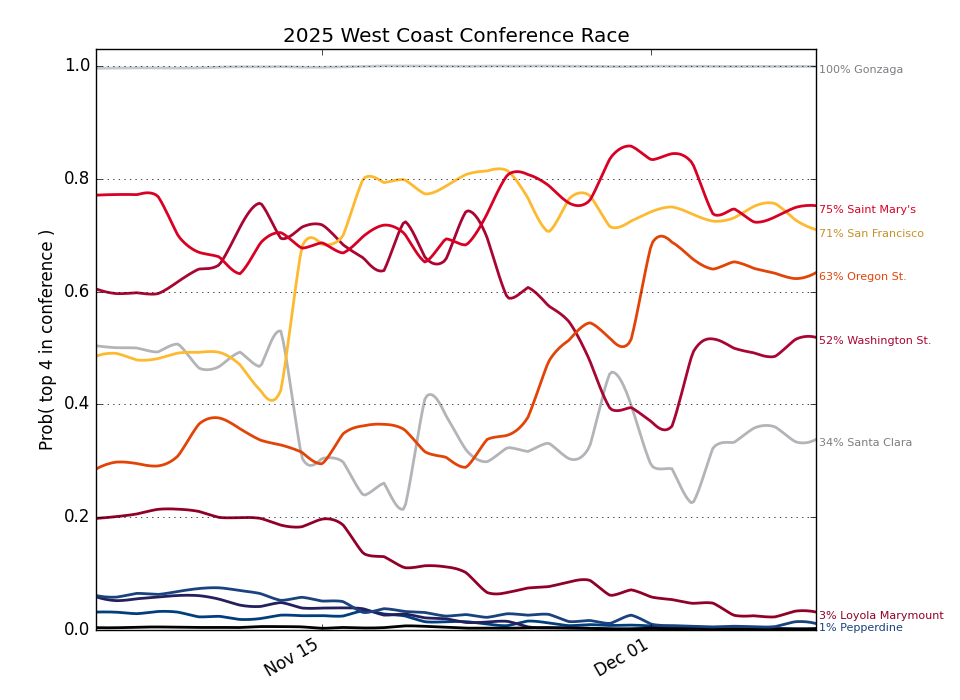 2025 West Coast Conference Race
Prob( top 4 in conference )
1.0
0.8
0.6
0.4
0.2
0.0
Nov 15
Dec 01
100% Gonzaga
75% Saint Mary's
71% San Francisco
63% Oregon St.
52% Washington St.
34% Santa Clara
3% Loyola Marymount
1% Pepperdine